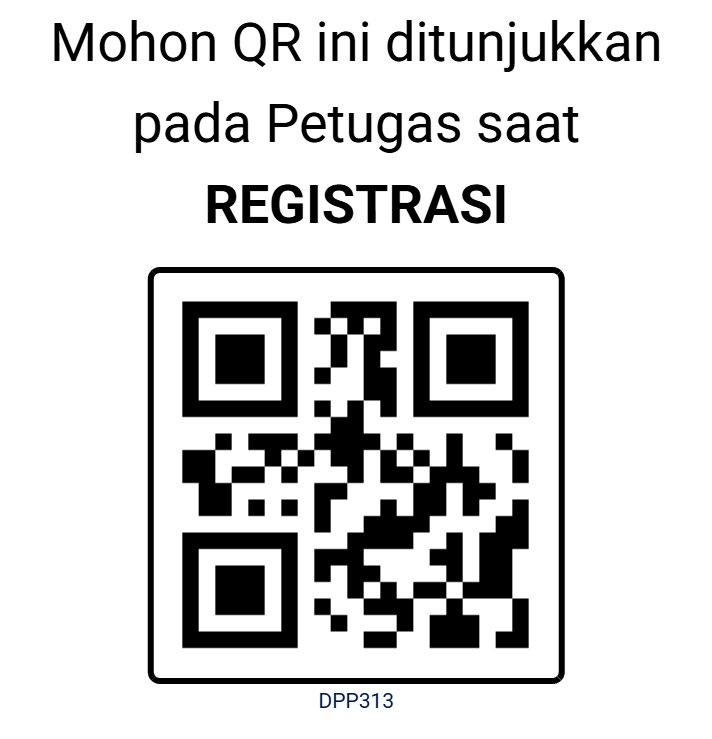 Mohon QR ini ditunjukkan
pada Petugas saat
REGISTRASI
DPP313